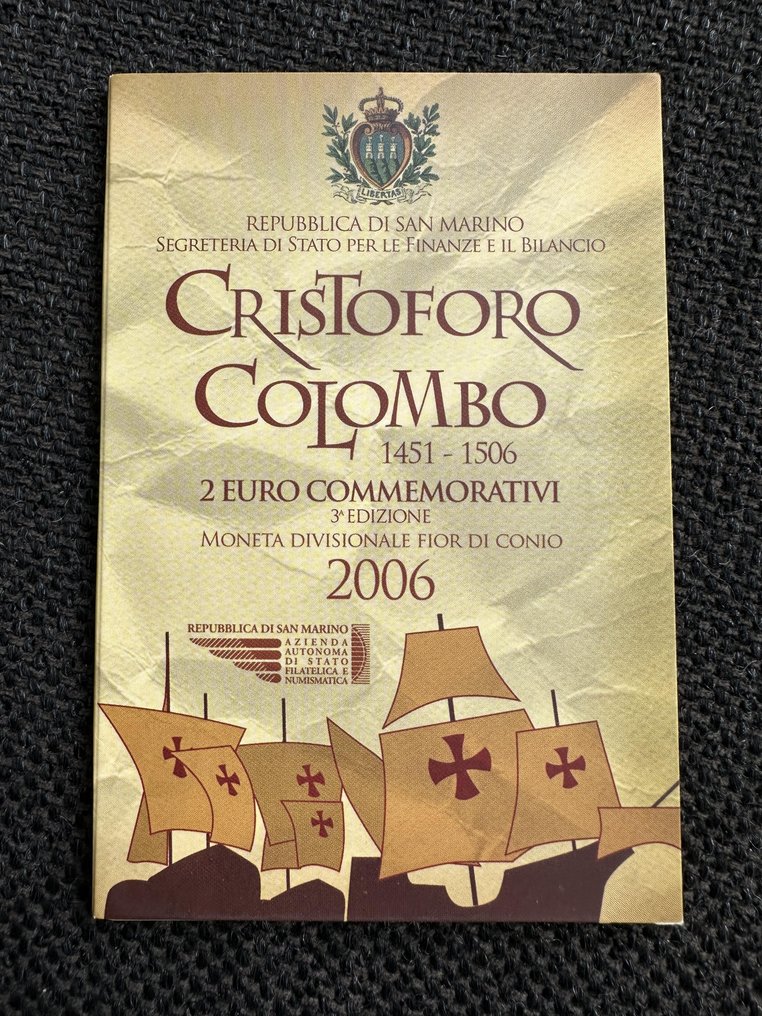 LIBERTAS
REPUBBLICA DI SAN MARINO
SEGRETERIA DI STATO PER LE FINANZE E IL BILANCIO
CRISTOFORO
COLOMBO
1451 - 1506
2 EURO COMMEMORATIVI
3ª EDIZIONE
MONETA DIVISIONALE FIOR DI CONIO
2006
REPUBBLICA DI SAN MARINO
AZIENDA
AUTONOMA
DI STATO
FILATELICA E
NUMISMATICA